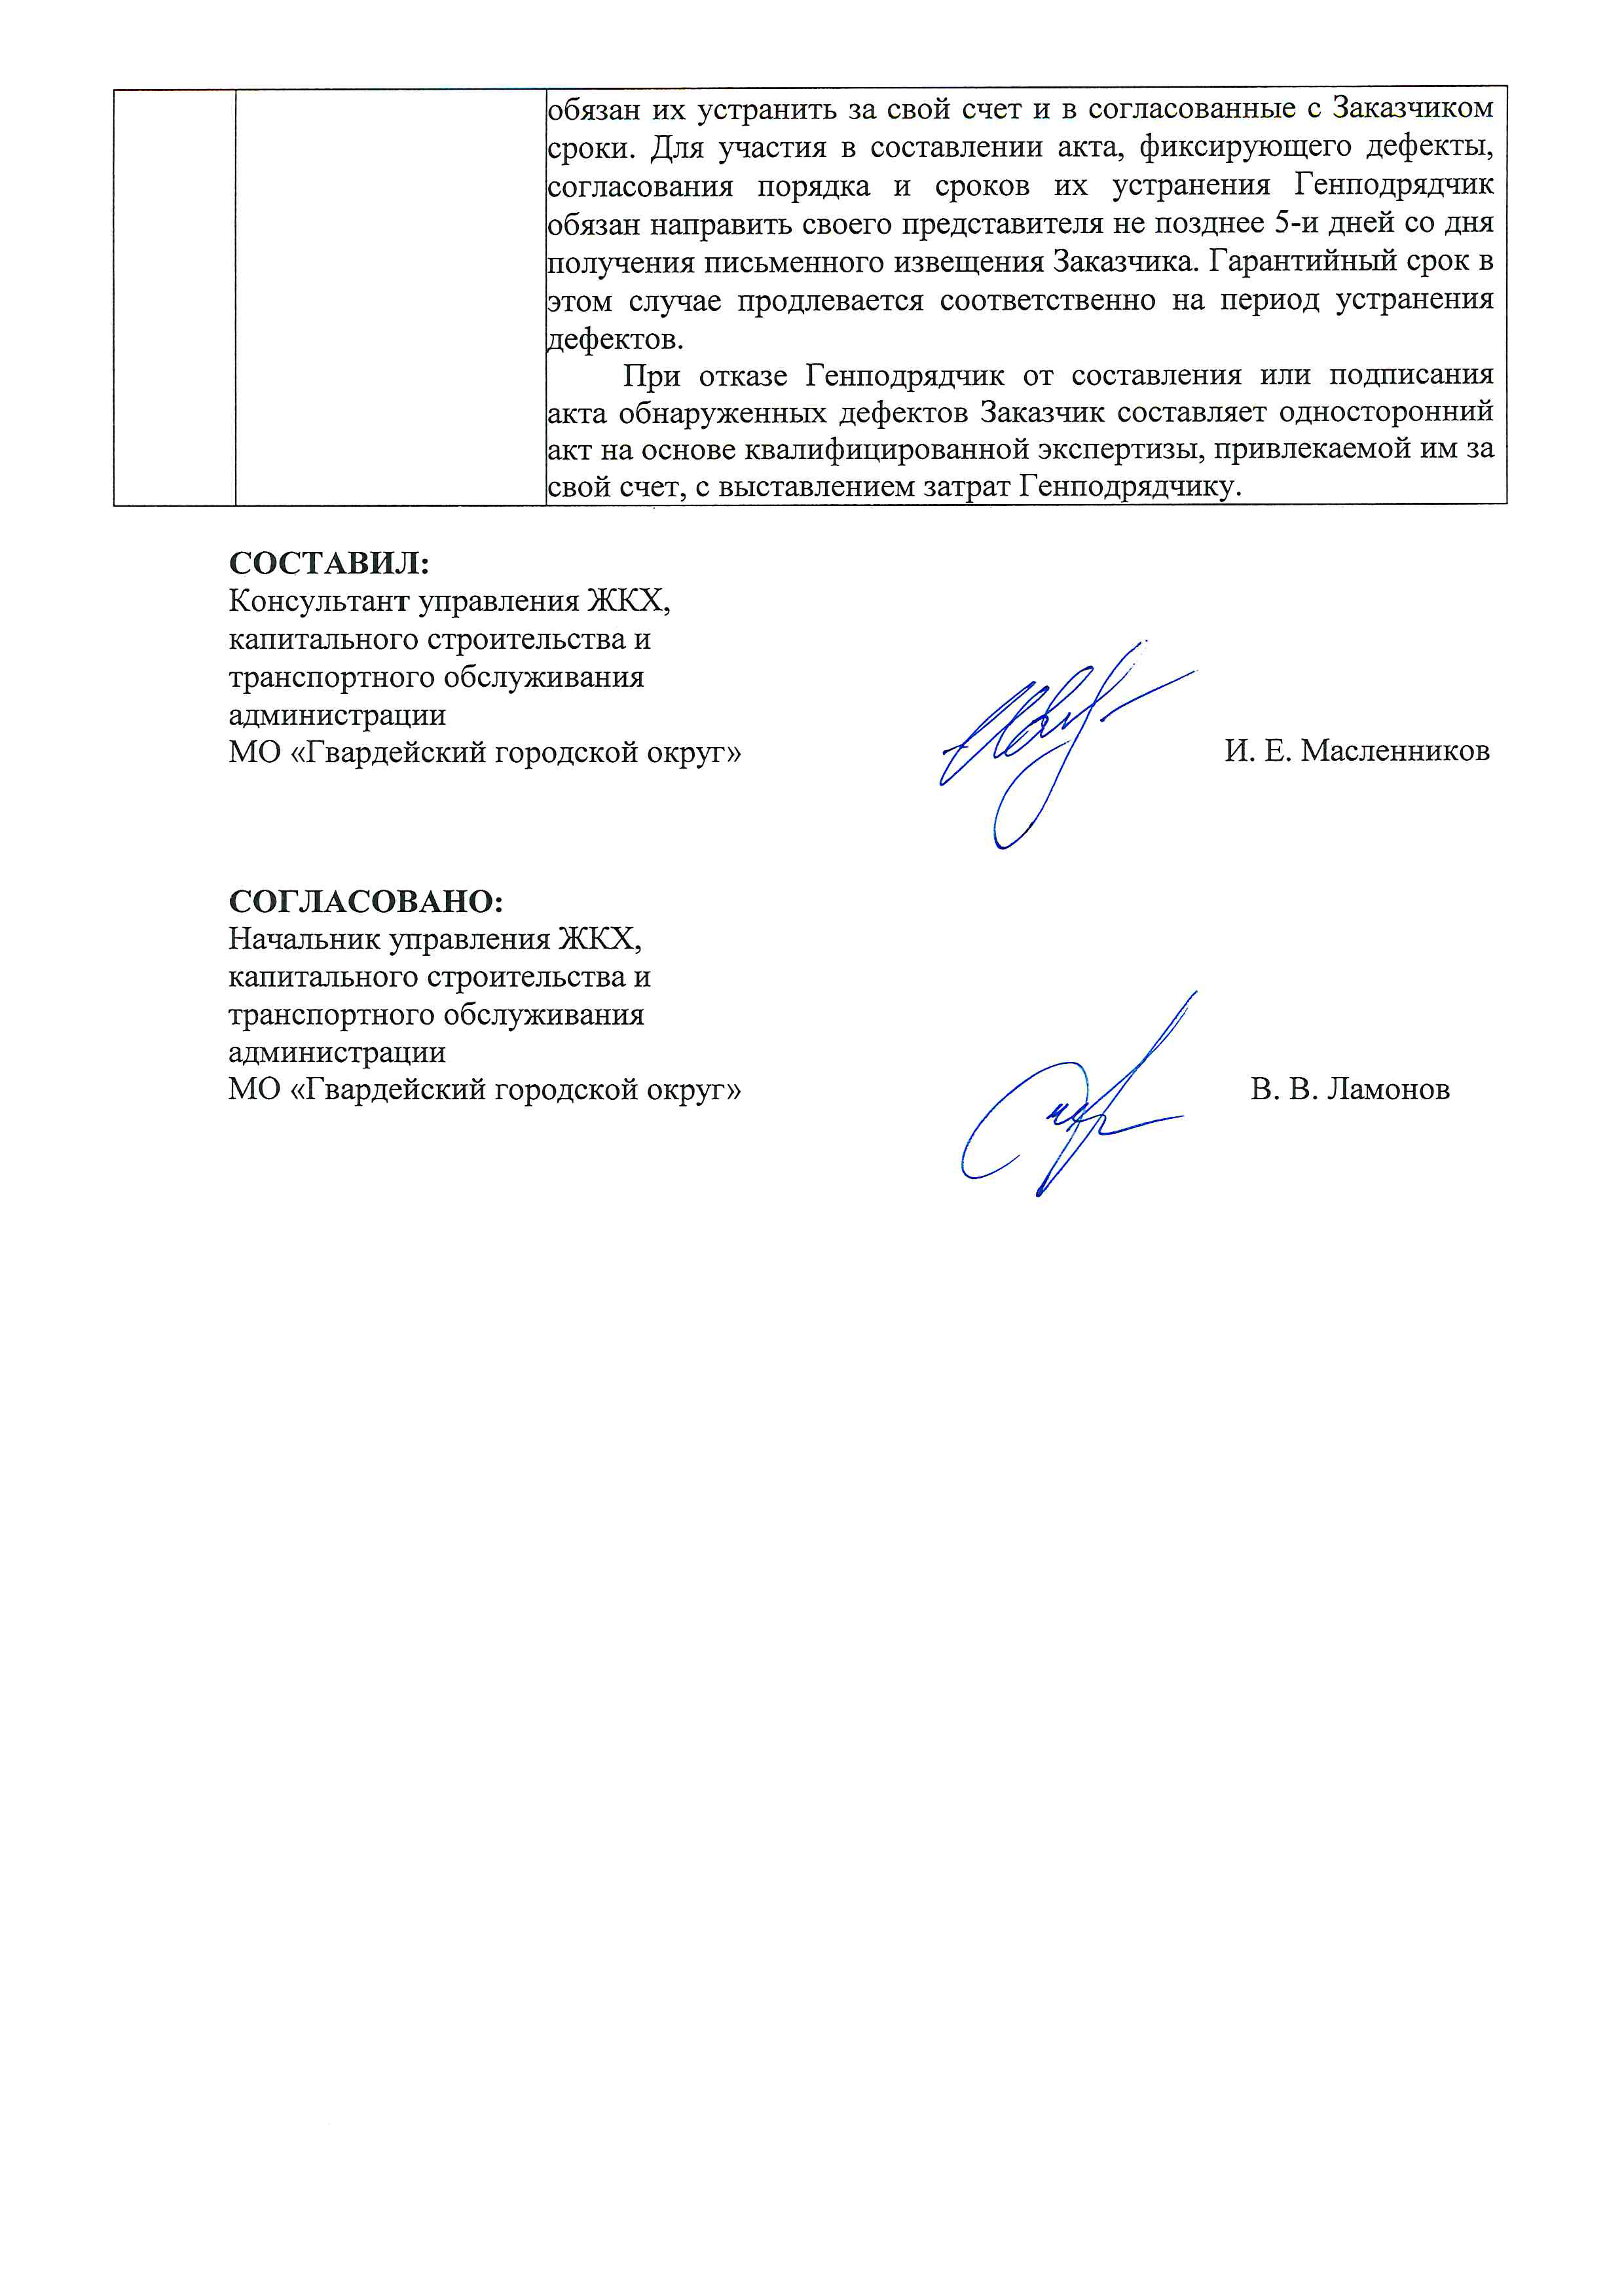 обязан их устранить за свой счет и в согласованные с Заказчиком
сроки. Для участия в составлении акта, фиксирующего дефекты,
согласования порядка и сроков их устранения Генподрядчик
обязан направить своего представителя не позднее 5-и дней со дня
получения письменного извещения Заказчика. Гарантийный срок в
этом случае продлевается соответственно на период устранения
дефектов.
При отказе Генподрядчик от составления или подписания
акта обнаруженных дефектов Заказчик составляет односторонний
акт на основе квалифицированной экспертизы, привлекаемой им за
свой счет, с выставлением затрат Генподрядчику.
СОСТАВИЛ:
Консультант управления ЖКХ,
капитального строительства и
транспортного обслуживания
администрации
МО «Гвардейский городской округ» И. Е. Масленников
СОГЛАСОВАНО:
Начальник управления ЖКХ,
капитального строительства и
транспортного обслуживания
администрации
МО «Гвардейский городской округ» В. В. Ламонов